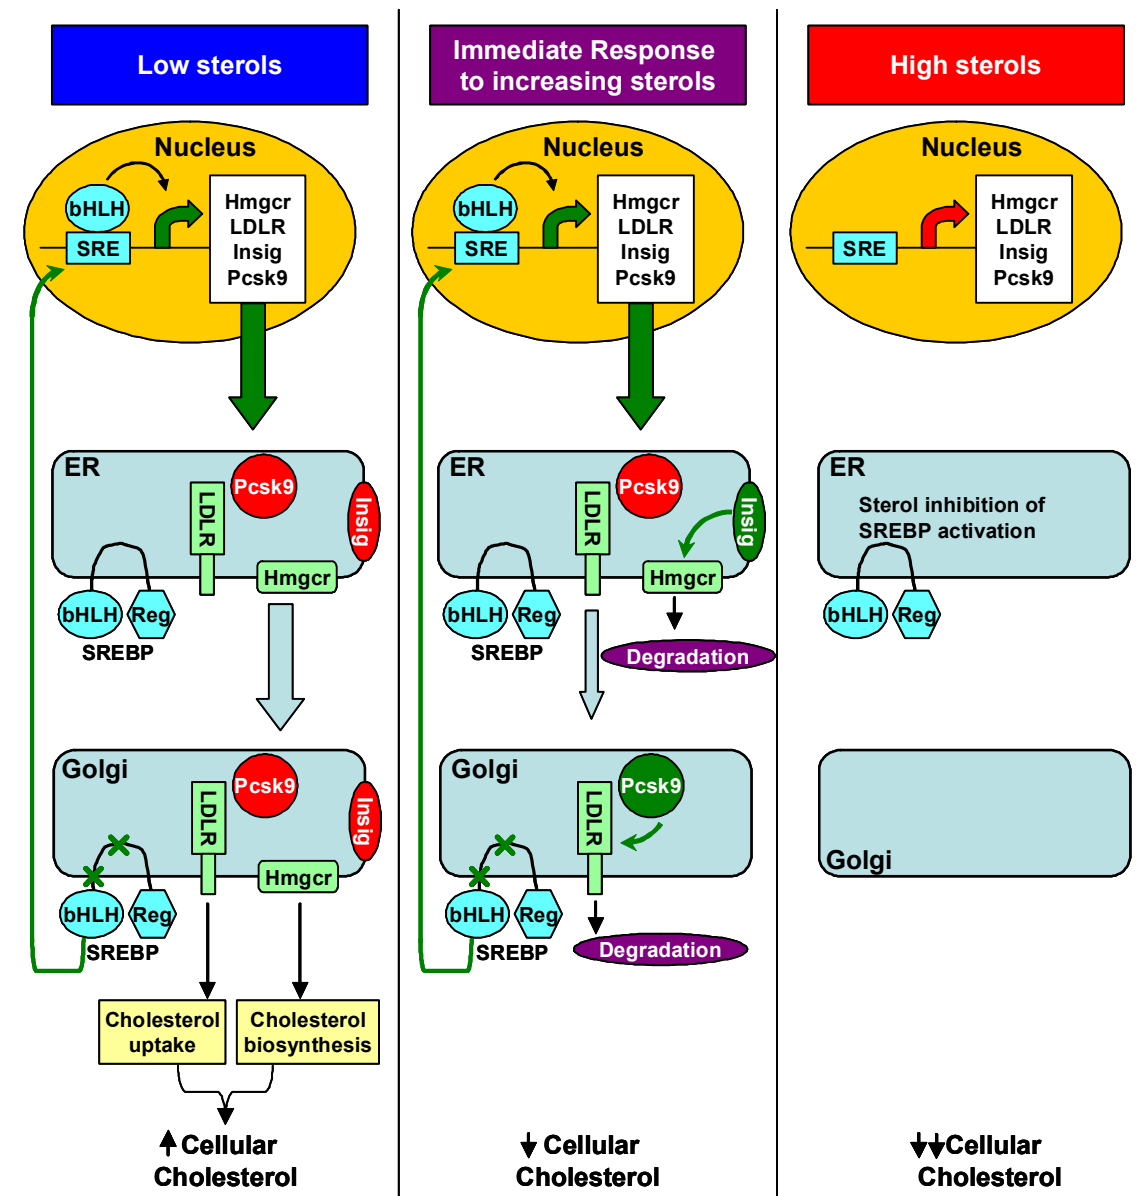 Low sterols
Nucleus
bHLH
SRE
Hmgcr
LDLR
Insig
Pcsk9
ER
LDLR
Pcsk9
Insig
Hmgcr
bHLH
Reg
SREBP
Golgi
LDLR
Pcsk9
Insig
Hmgcr
bHLH
Reg
SREBP
Cholesterol
uptake
Cholesterol
biosynthesis
Cellular
Cholesterol
Immediate Response
to increasing sterols
Nucleus
bHLH
SRE
Hmgcr
LDLR
Insig
Pcsk9
ER
LDLR
Pcsk9
Insig
Hmgcr
bHLH
Reg
SREBP
Degradation
Golgi
LDLR
Pcsk9
bHLH
Reg
SREBP
Degradation
Cellular
Cholesterol
High sterols
Nucleus
SRE
Hmgcr
LDLR
Insig
Pcsk9
ER
Sterol inhibition of
SREBP activation
bHLH
Reg
Golgi
Cellular
Cholesterol